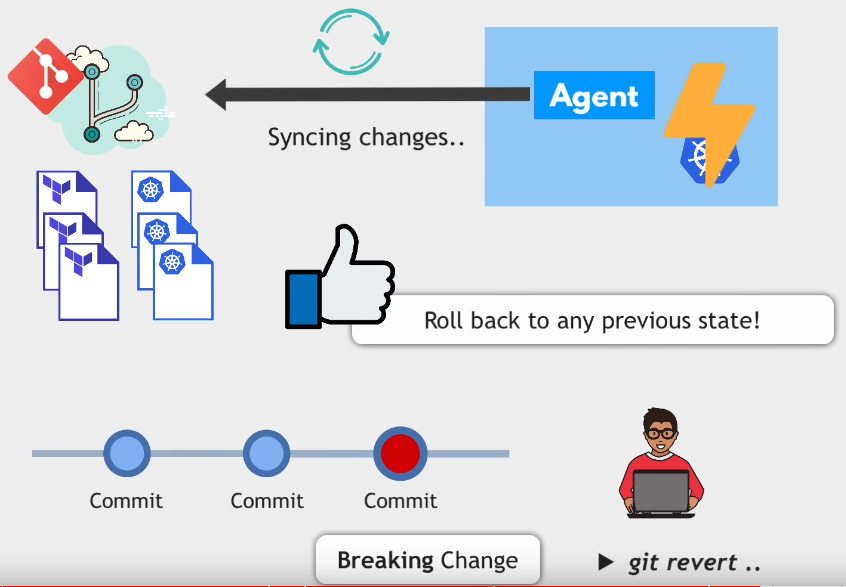 Agent
Syncing changes..
Roll back to any previous state!
Commit
Commit
Commit
Breaking Change
git revert ..